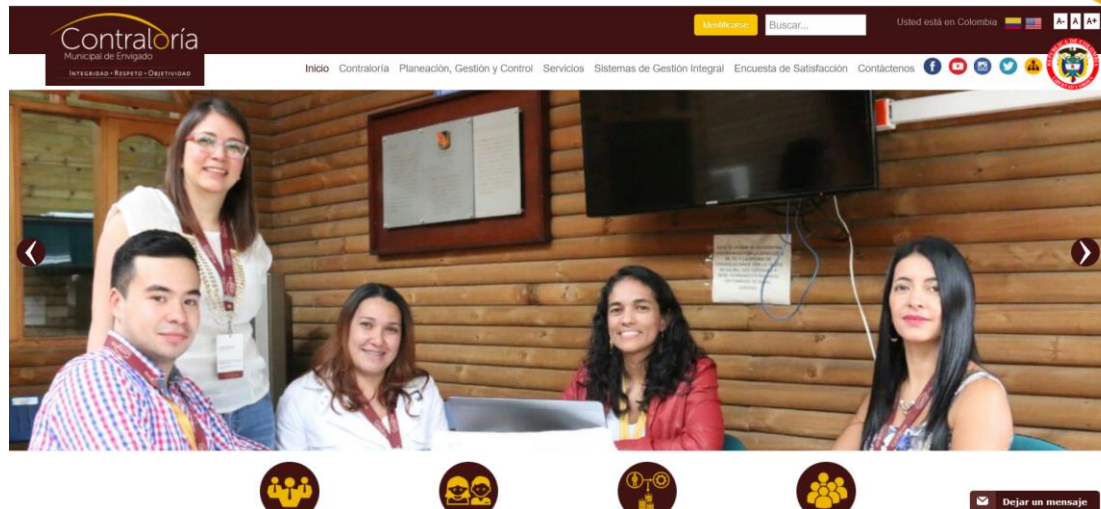 Contraloría
Municipal de Envigado
INTEGRIDAD • RESPETO • OBJETIVIDAD
Identificarse
Buscar...
Usted está en Colombia
A- A A+
Inicio Contraloría Planeación, Gestión y Control Servicios Sistemas de Gestión Integral Encuesta de Satisfacción Contáctenos
Dejar un mensaje